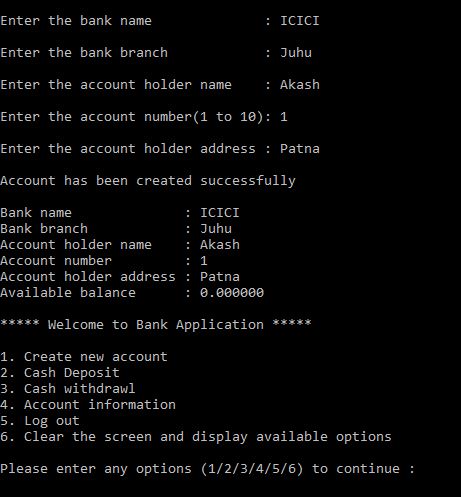 Enter the bank name              : ICICI
Enter the bank branch            : Juhu
Enter the account holder name    : Akash
Enter the account number(1 to 10): 1
Enter the account holder address : Patna
Account has been created successfully
Bank name              : ICICI
Bank branch            : Juhu
Account holder name    : Akash
Account number         : 1
Account holder address : Patna
Available balance      : 0.000000
***** Welcome to Bank Application *****
1. Create new account
2. Cash Deposit
3. Cash withdrawl
4. Account information
5. Log out
6. Clear the screen and display available options
Please enter any options (1/2/3/4/5/6) to continue :